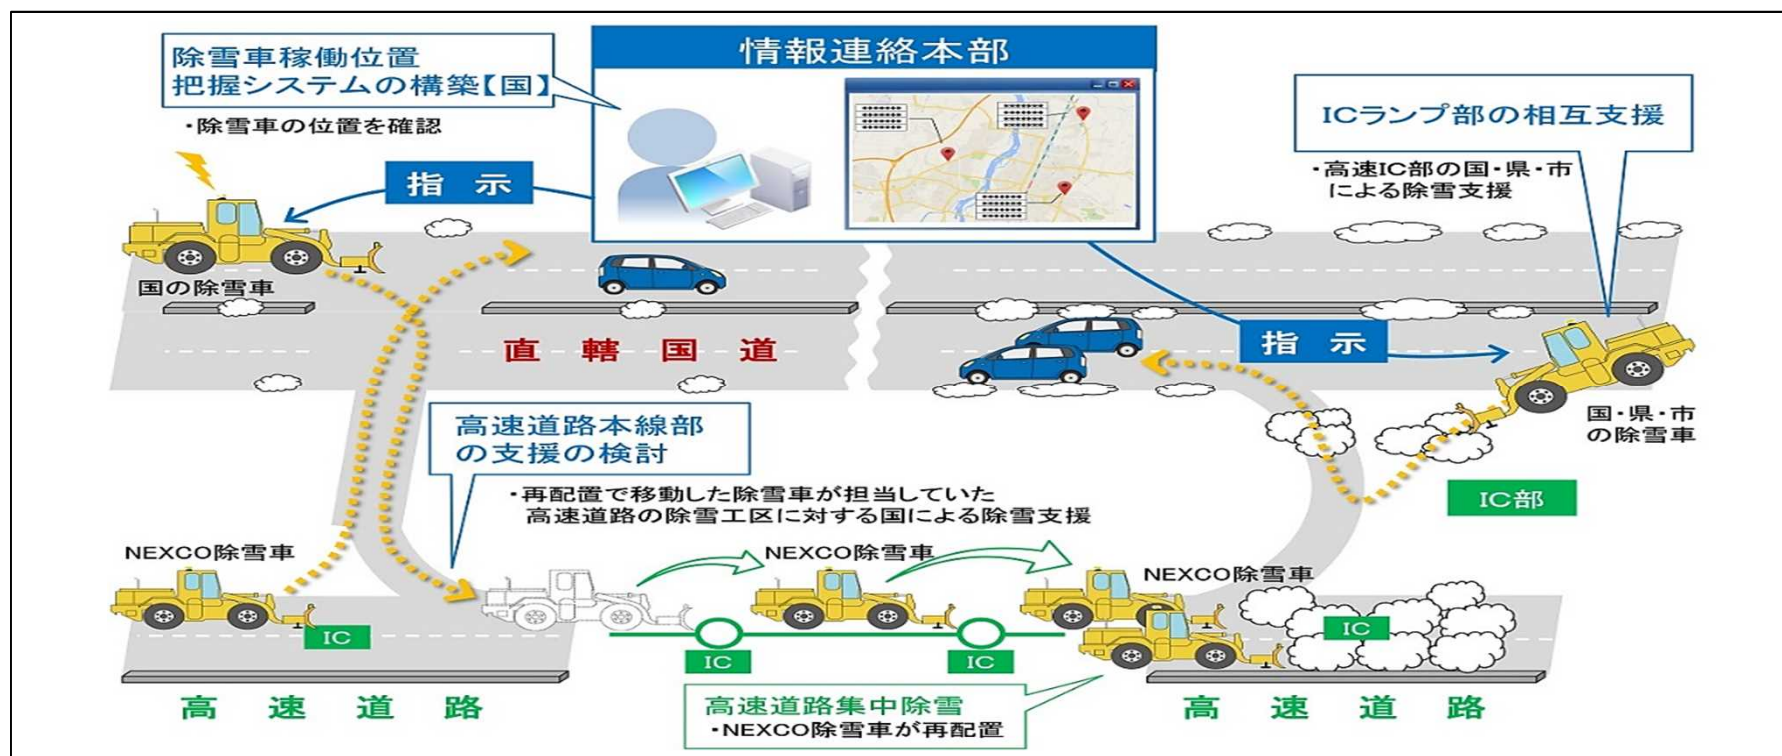 除雪車稼働位置
把握システムの構築【国】
・除雪車の位置を確認
情報連絡本部
ICランプ部の相互支援
・高速IC部の国・県・市
による除雪支援
指 示
国の除雪車
直 轄 国 道
指 示
国・県・市
の除雪車
高速道路本線部
の支援の検討
・再配置で移動した除雪車が担当していた
高速道路の除雪工区に対する国による除雪支援
IC部
NEXCO除雪車
NEXCO除雪車
NEXCO除雪車
IC
IC
IC
IC
高 速 道 路
高速道路集中除雪
・NEXCO除雪車が再配置
高 速 道 路